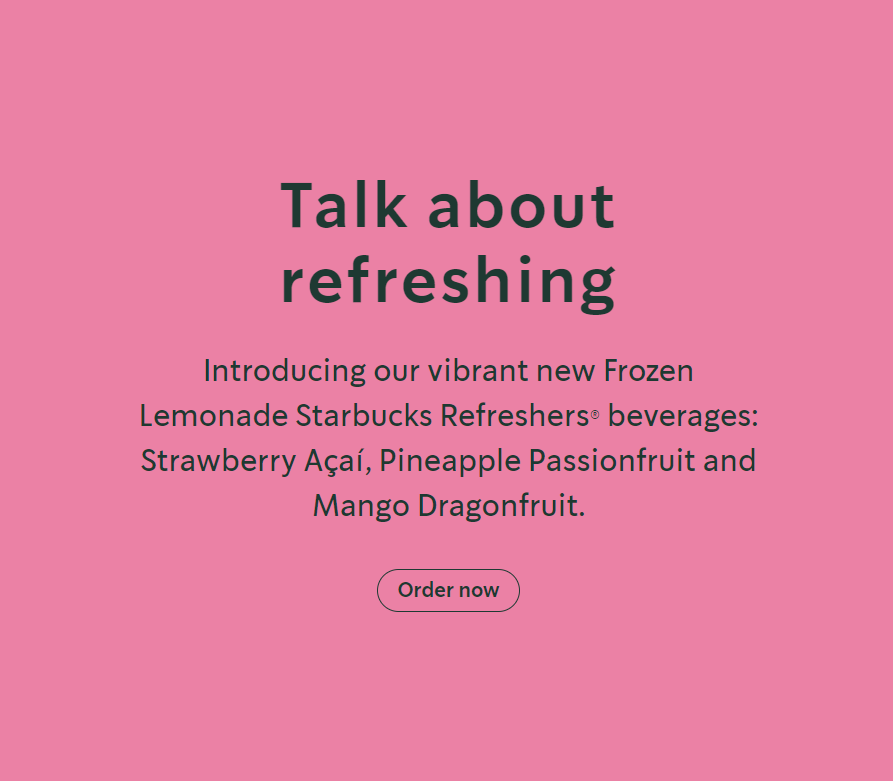 Talk about
refreshing
Introducing our vibrant new Frozen
Lemonade Starbucks Refreshers® beverages:
Strawberry Açaí, Pineapple Passionfruit and
Mango Dragonfruit.
Order now